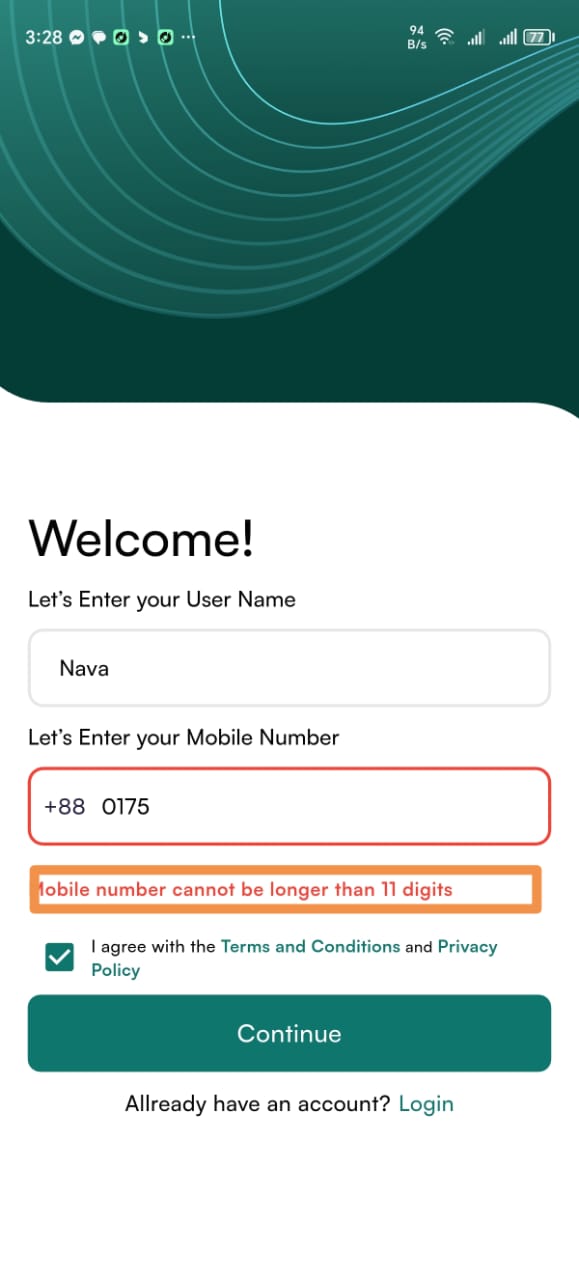 3:28 ...
94
B/s
77
Welcome!
Let's Enter your User Name
Nava
Let's Enter your Mobile Number
+88 0175
Mobile number cannot be longer than 11 digits
I agree with the Terms and Conditions and Privacy
Policy
Continue
Allready have an account? Login